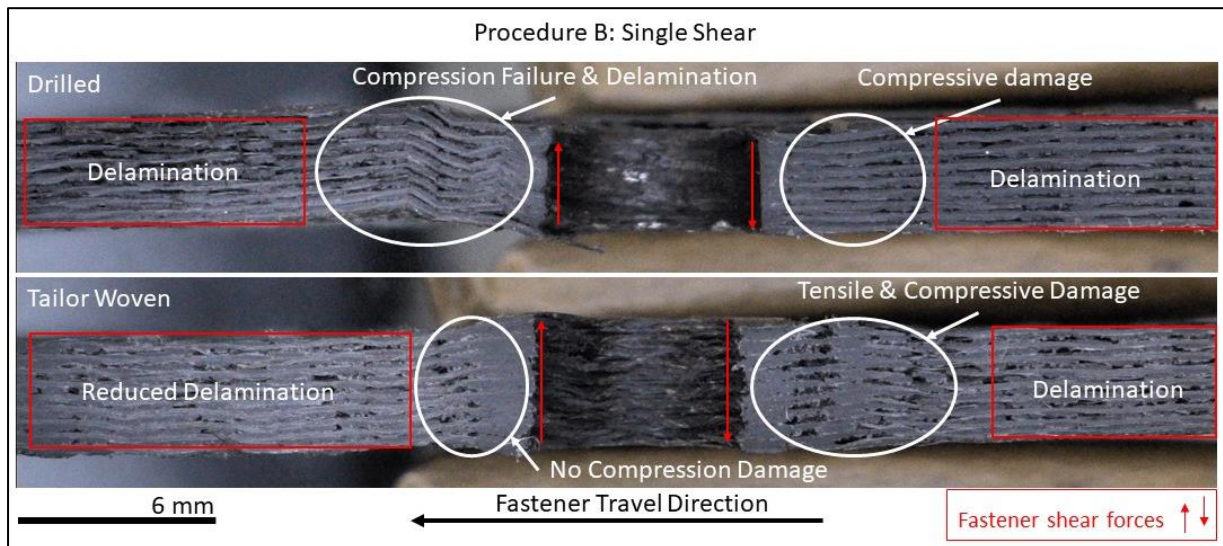 Procedure B: Single Shear
Drilled
Compression Failure & Delamination
Compressive damage
Delamination
Delamination
Tailor Woven
Tensile & Compressive Damage
Reduced Delamination
Delamination
No Compression Damage
6 mm
Fastener Travel Direction
Fastener shear forces